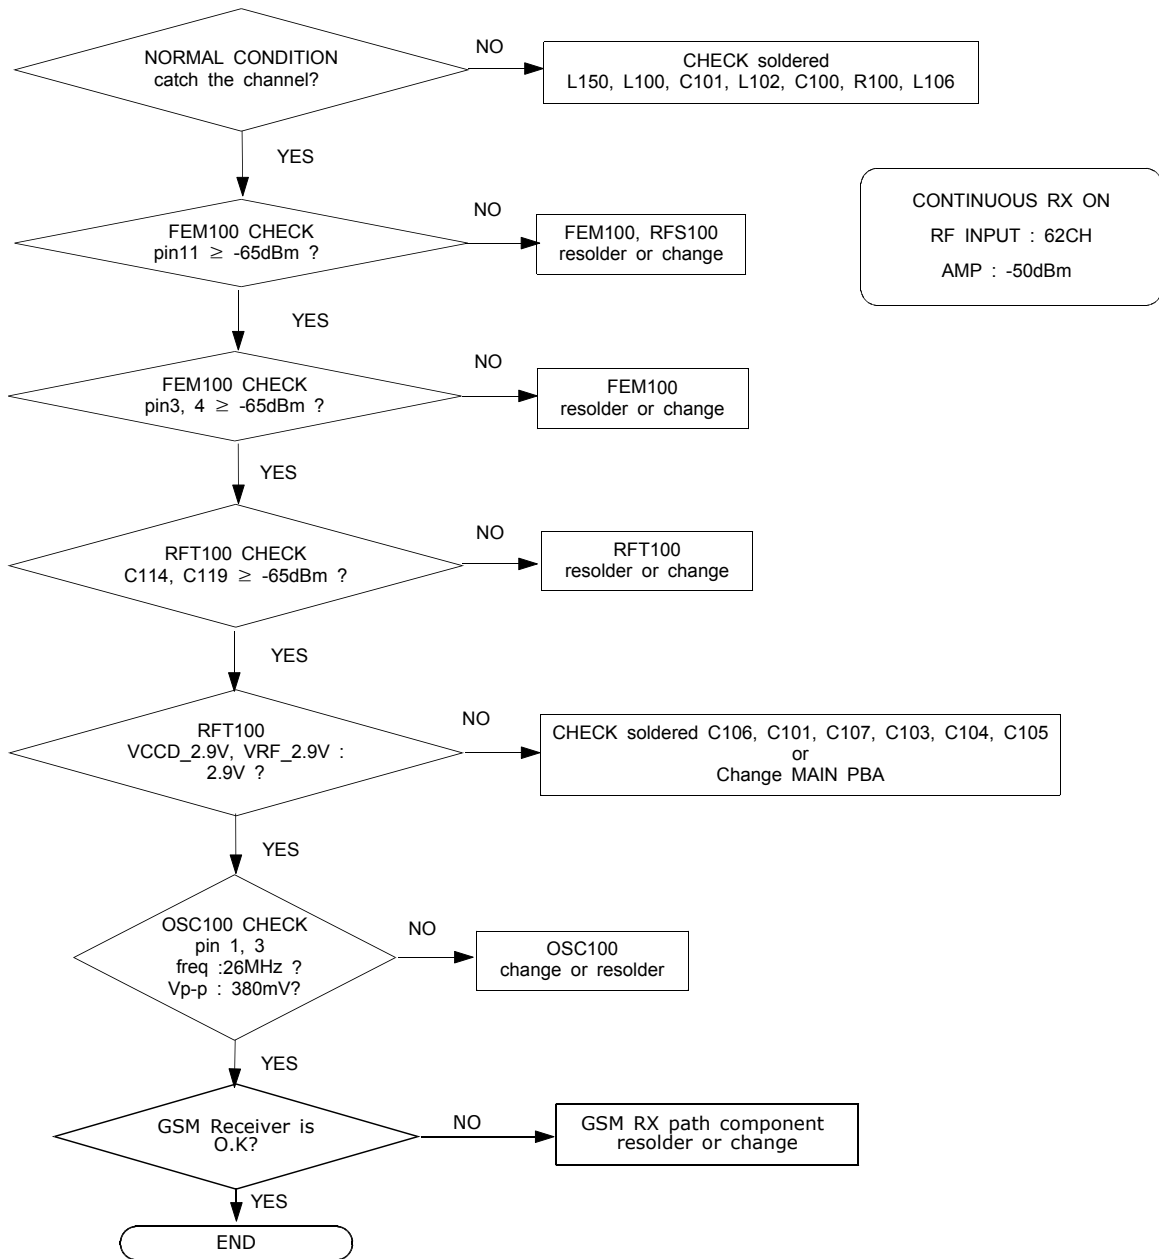 NORMAL CONDITION
catch the channel?
NO
CHECK soldered
L150, L100, C101, L102, C100, R100, L106
YES
CONTINUOUS RX ON
RF INPUT : 62CH
AMP : -50dBm
FEM100 CHECK
pin11 ≥ -65dBm ?
NO
FEM100, RFS100
resolder or change
YES
FEM100 CHECK
pin3, 4 ≥ -65dBm ?
NO
FEM100
resolder or change
YES
RFT100 CHECK
C114, C119 ≥ -65dBm ?
NO
RFT100
resolder or change
YES
RFT100
VCCD_2.9V, VRF_2.9V :
2.9V ?
NO
CHECK soldered C106, C101, C107, C103, C104, C105
or
Change MAIN PBA
YES
OSC100 CHECK
pin 1, 3
freq :26MHz ?
Vp-p : 380mV?
NO
OSC100
change or resolder
YES
GSM Receiver is
O.K?
NO
GSM RX path component
resolder or change
YES
END